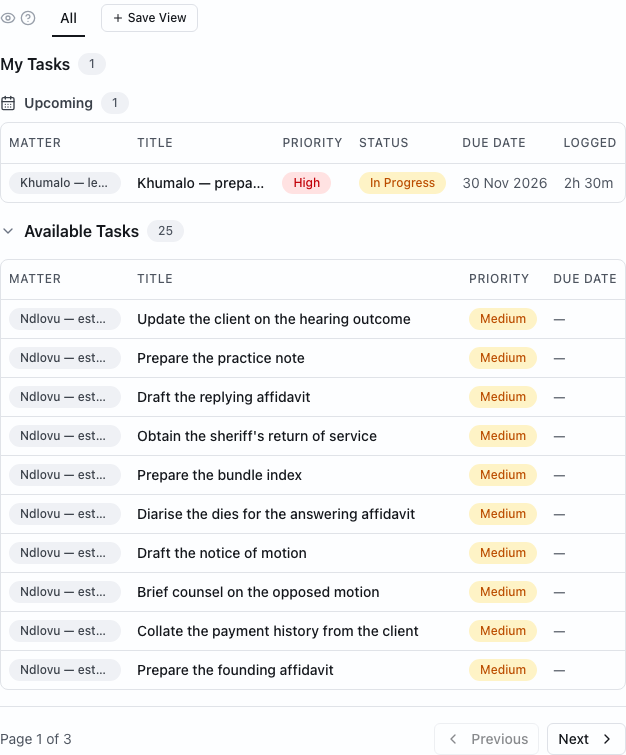 All + Save View
My Tasks 1
Upcoming 1
MATTER TITLE PRIORITY STATUS DUE DATE LOGGED
Khumalo — le... Khumalo — prepa... High In Progress 30 Nov 2026 2h 30m
Available Tasks 25
MATTER TITLE PRIORITY DUE DATE
Ndlovu — est... Update the client on the hearing outcome Medium —
Ndlovu — est... Prepare the practice note Medium —
Ndlovu — est... Draft the replying affidavit Medium —
Ndlovu — est... Obtain the sheriff's return of service Medium —
Ndlovu — est... Prepare the bundle index Medium —
Ndlovu — est... Diarise the dies for the answering affidavit Medium —
Ndlovu — est... Draft the notice of motion Medium —
Ndlovu — est... Brief counsel on the opposed motion Medium —
Ndlovu — est... Collate the payment history from the client Medium —
Ndlovu — est... Prepare the founding affidavit Medium —
Page 1 of 3 Previous Next